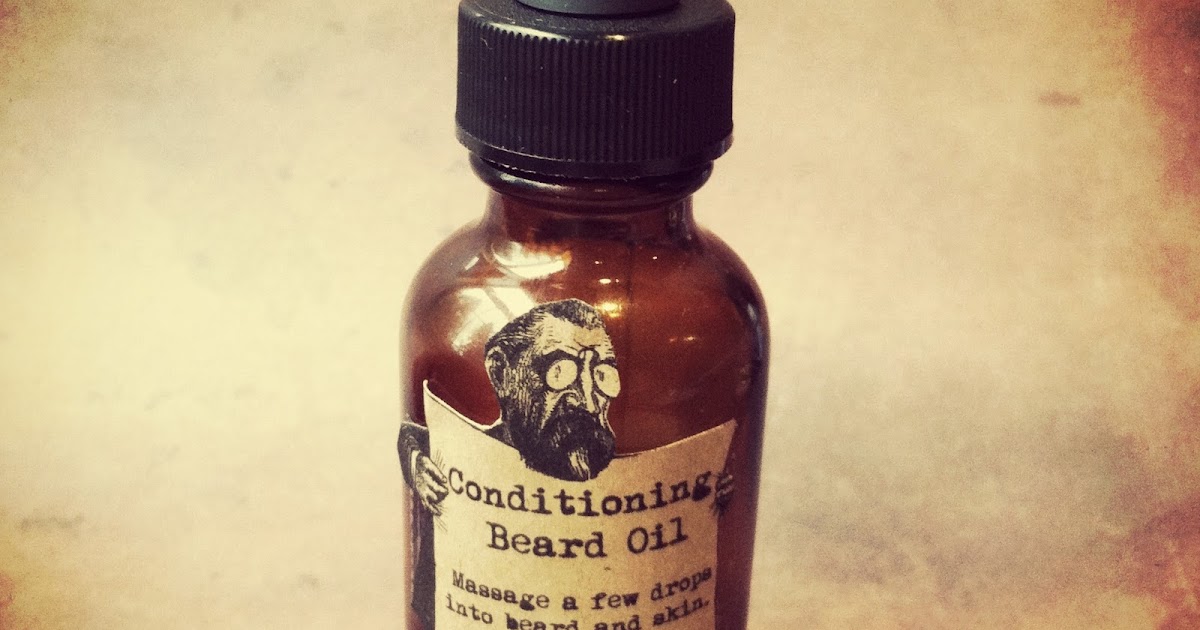 Conditioning
Beard Oil
Massage a few drops
into beard and skin.